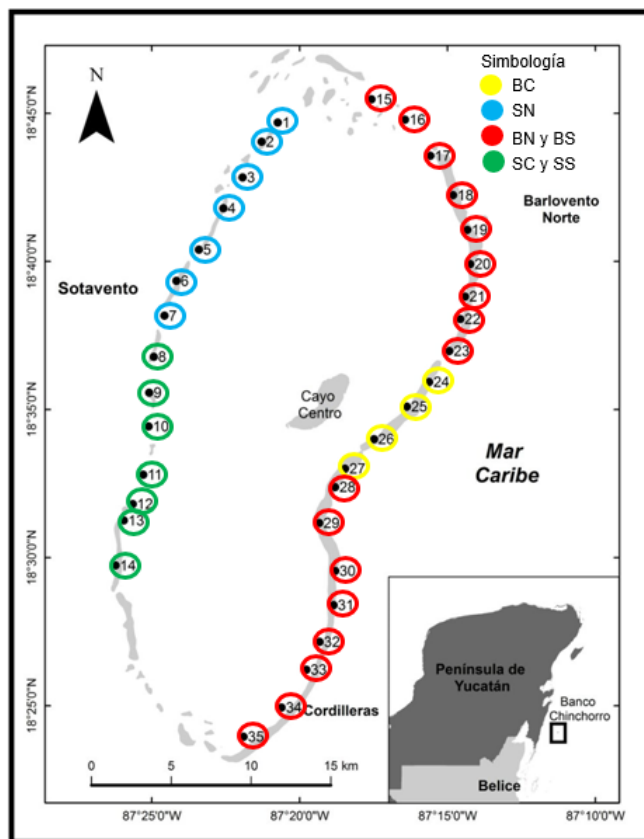 Simbología
BC
SN
BN y BS
SC y SS
N
18°45'0"N
18°40'0"N
18°35'0"N
18°30'0"N
18°25'0"N
1
2
3
4
5
6
7
8
9
10
11
12
13
14
15
16
17
18
19
20
21
22
23
24
25
26
27
28
29
30
31
32
33
34
35
Barlovento
Norte
Sotavento
Cayo
Centro
Mar
Caribe
Cordilleras
Península de
Yucatán
Banco
Chinchorro
Belice
0 5 10 15 km
87°25'0"W 87°20'0"W 87°15'0"W 87°10'0"W